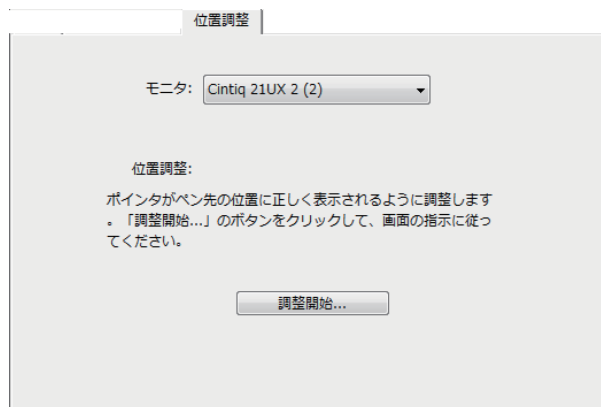 位置調整
モニタ: Cintiq 21UX 2 (2)
位置調整:
ポインタがペン先の位置に正しく表示されるように調整します
。「調整開始...」のボタンをクリックして、画面の指示に従っ
てください。
調整開始...